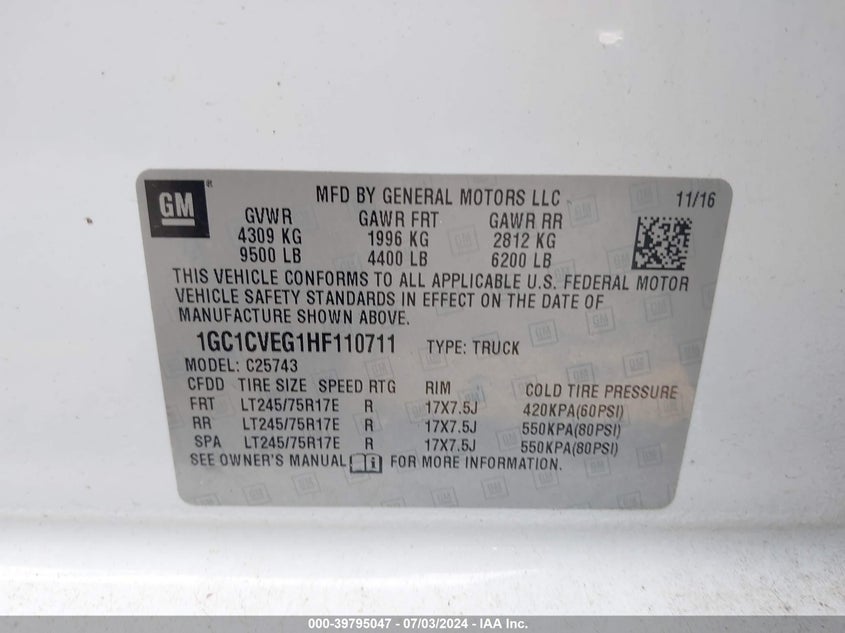 GM
MFD BY GENERAL MOTORS LLC 11/16
GVWR GAWR FRT GAWR RR
4309 KG 1996 KG 2812 KG
9500 LB 4400 LB 6200 LB
THIS VEHICLE CONFORMS TO ALL APPLICABLE U.S. FEDERAL MOTOR
VEHICLE SAFETY STANDARDS IN EFFECT ON THE DATE OF
MANUFACTURE SHOWN ABOVE.
1GC1CVEG1HF110711 TYPE: TRUCK
MODEL: C25743
CFDD TIRE SIZE SPEED RTG RIM COLD TIRE PRESSURE
FRT LT245/75R17E R 17X7.5J 420KPA(60PSI)
RR LT245/75R17E R 17X7.5J 550KPA(80PSI)
SPA LT245/75R17E R 17X7.5J 550KPA(80PSI)
SEE OWNER'S MANUAL FOR MORE INFORMATION.
000-39795047 - 07/03/2024 - IAA Inc.